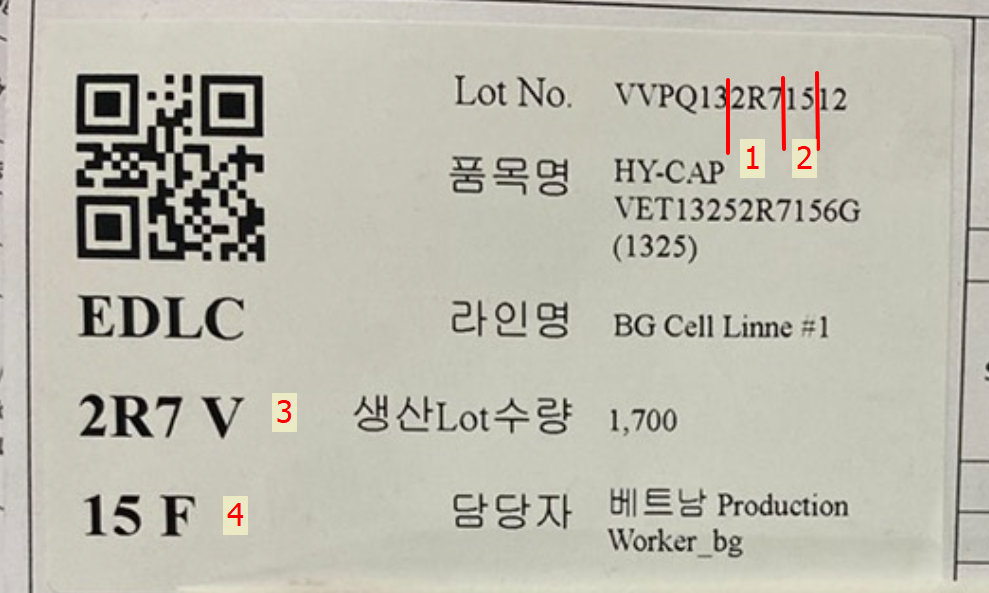 Lot No. VVPQ132R71512
1 2
품목명 HY-CAP
VET13252R7156G
(1325)
EDLC
라인명 BG Cell Linne #1
2R7 V 3
생산Lot수량 1,700
15 F 4
담당자 베트남 Production
Worker_bg